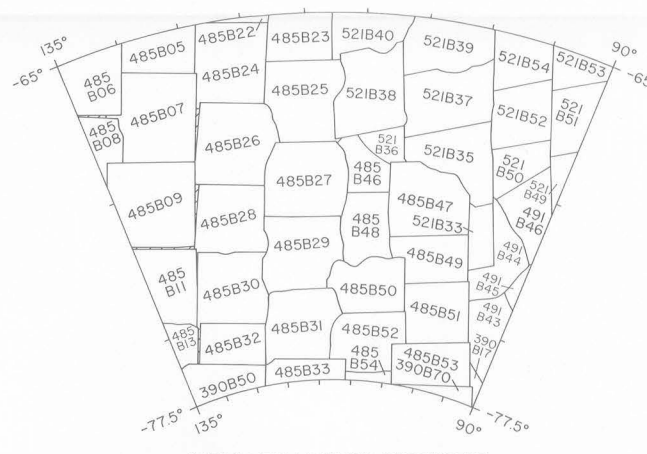 135°
485B22
485B23
521B40
521B39
90°
-65°
485B05
521B54
521B53
-65
485
B06
485B24
485B25
521B38
521B37
521B52
521
B51
485B07
485
B08
485B26
521
B36
521B35
521
B50
485B27
485
B46
521
B49
485B09
485B28
485
B48
485B47
521B33
491
B46
485B29
485B49
491
B44
485
B11
485B30
485B50
491
B45
485B51
491
B43
485
B13
485B32
485B31
485B52
390
B17
485
B54
485B53
390B70
390B50
485B33
-77.5°
135°
90°
-77.5°